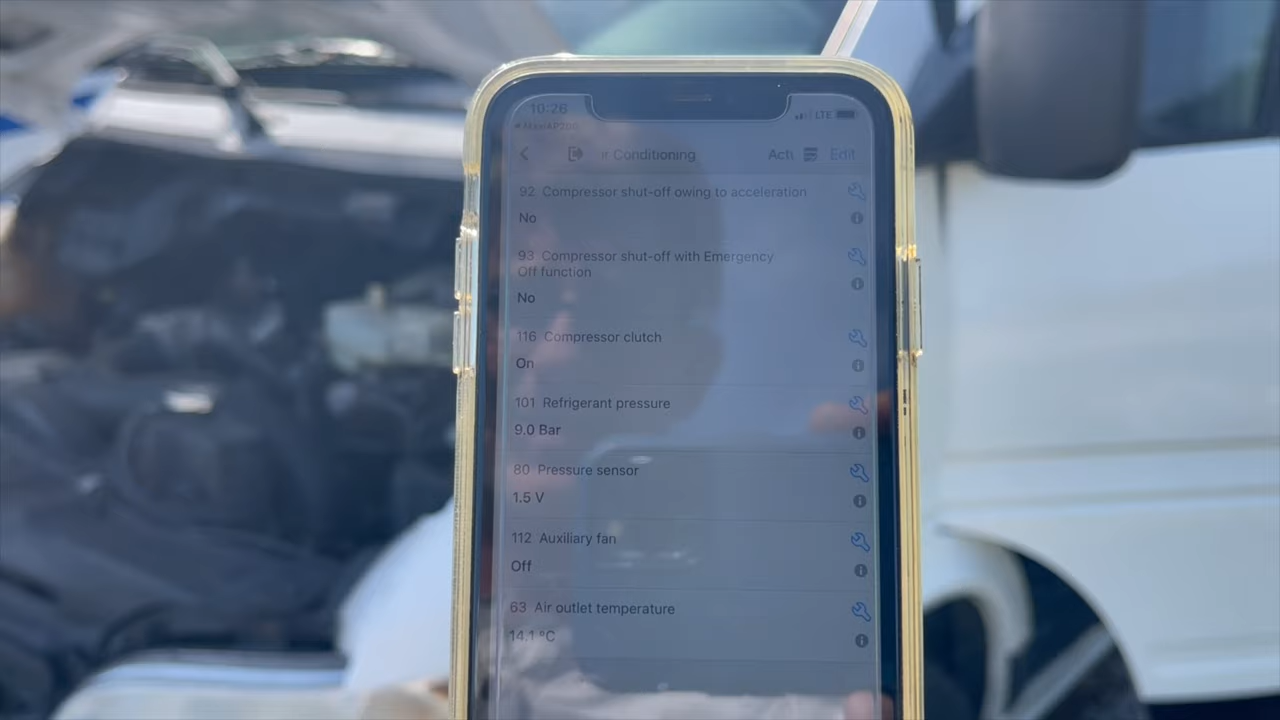 10:26
LTE
MaxiAP200
r Conditioning Acti Edit
92 Compressor shut-off owing to acceleration
No
93 Compressor shut-off with Emergency
Off function
No
116 Compressor clutch
On
101 Refrigerant pressure
9.0 Bar
80 Pressure sensor
1.5 V
112 Auxiliary fan
Off
63 Air outlet temperature
14.1 °C